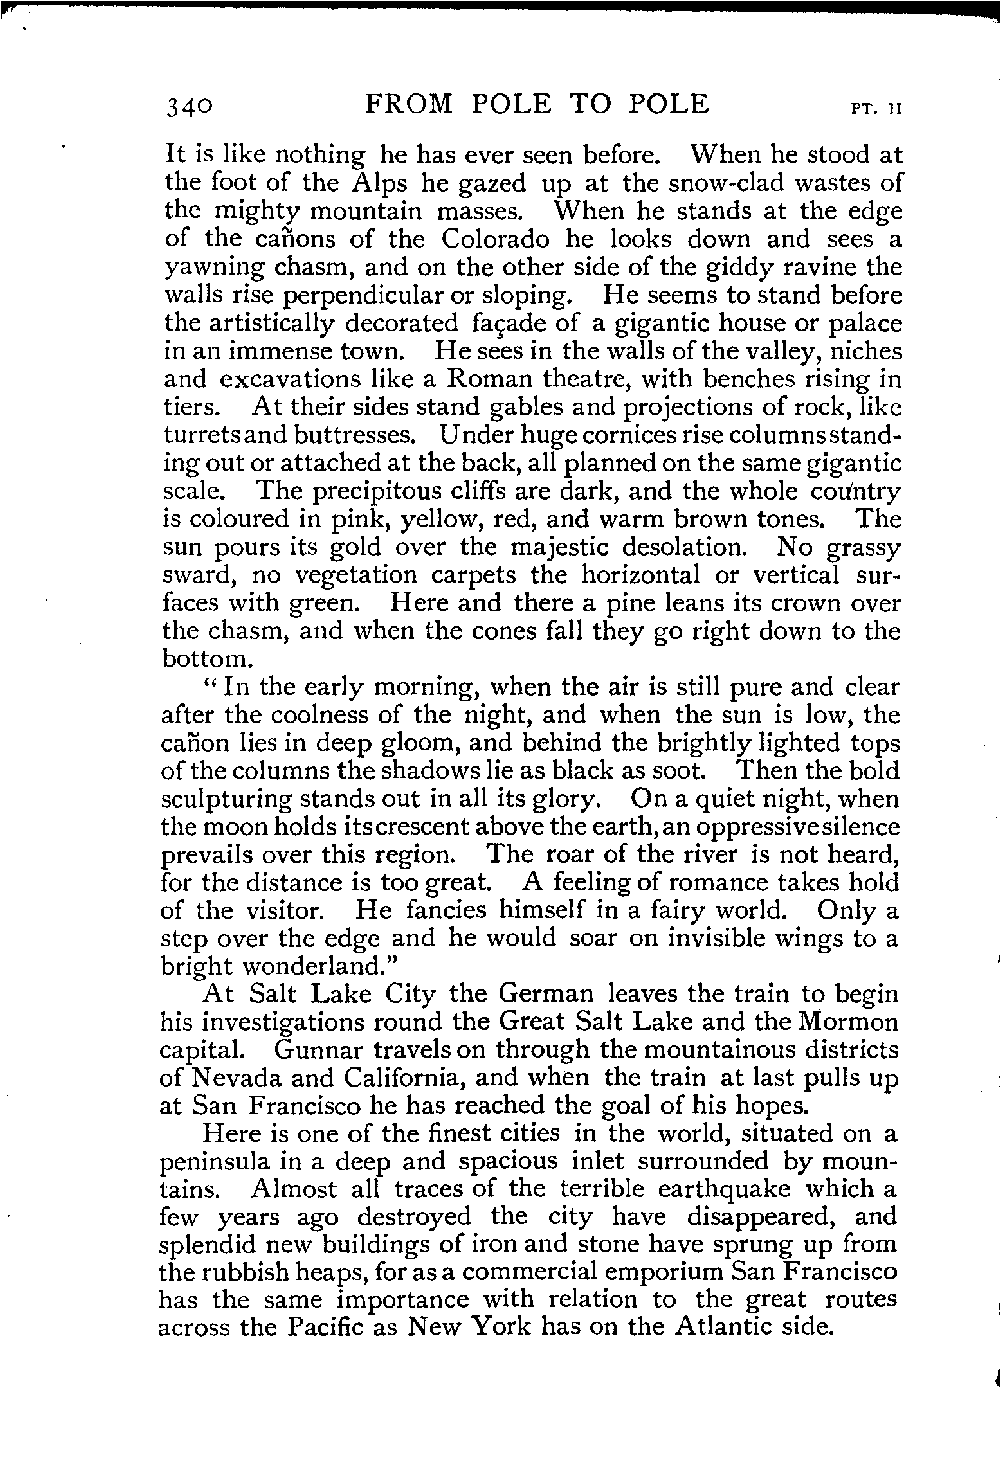 340 FROM POLE TO POLE PT. II
It is like nothing he has ever seen before. When he stood at
the foot of the Alps he gazed up at the snow-clad wastes of
the mighty mountain masses. When he stands at the edge
of the cañons of the Colorado he looks down and sees a
yawning chasm, and on the other side of the giddy ravine the
walls rise perpendicular or sloping. He seems to stand before
the artistically decorated façade of a gigantic house or palace
in an immense town. He sees in the walls of the valley, niches
and excavations like a Roman theatre, with benches rising in
tiers. At their sides stand gables and projections of rock, like
turrets and buttresses. Under huge cornices rise columns stand-
ing out or attached at the back, all planned on the same gigantic
scale. The precipitous cliffs are dark, and the whole country
is coloured in pink, yellow, red, and warm brown tones. The
sun pours its gold over the majestic desolation. No grassy
sward, no vegetation carpets the horizontal or vertical sur-
faces with green. Here and there a pine leans its crown over
the chasm, and when the cones fall they go right down to the
bottom.
"In the early morning, when the air is still pure and clear
after the coolness of the night, and when the sun is low, the
cañon lies in deep gloom, and behind the brightly lighted tops
of the columns the shadows lie as black as soot. Then the bold
sculpturing stands out in all its glory. On a quiet night, when
the moon holds its crescent above the earth, an oppressive silence
prevails over this region. The roar of the river is not heard,
for the distance is too great. A feeling of romance takes hold
of the visitor. He fancies himself in a fairy world. Only a
step over the edge and he would soar on invisible wings to a
bright wonderland."
At Salt Lake City the German leaves the train to begin
his investigations round the Great Salt Lake and the Mormon
capital. Gunnar travels on through the mountainous districts
of Nevada and California, and when the train at last pulls up
at San Francisco he has reached the goal of his hopes.
Here is one of the finest cities in the world, situated on a
peninsula in a deep and spacious inlet surrounded by moun-
tains. Almost all traces of the terrible earthquake which a
few years ago destroyed the city have disappeared, and
splendid new buildings of iron and stone have sprung up from
the rubbish heaps, for as a commercial emporium San Francisco
has the same importance with relation to the great routes
across the Pacific as New York has on the Atlantic side.